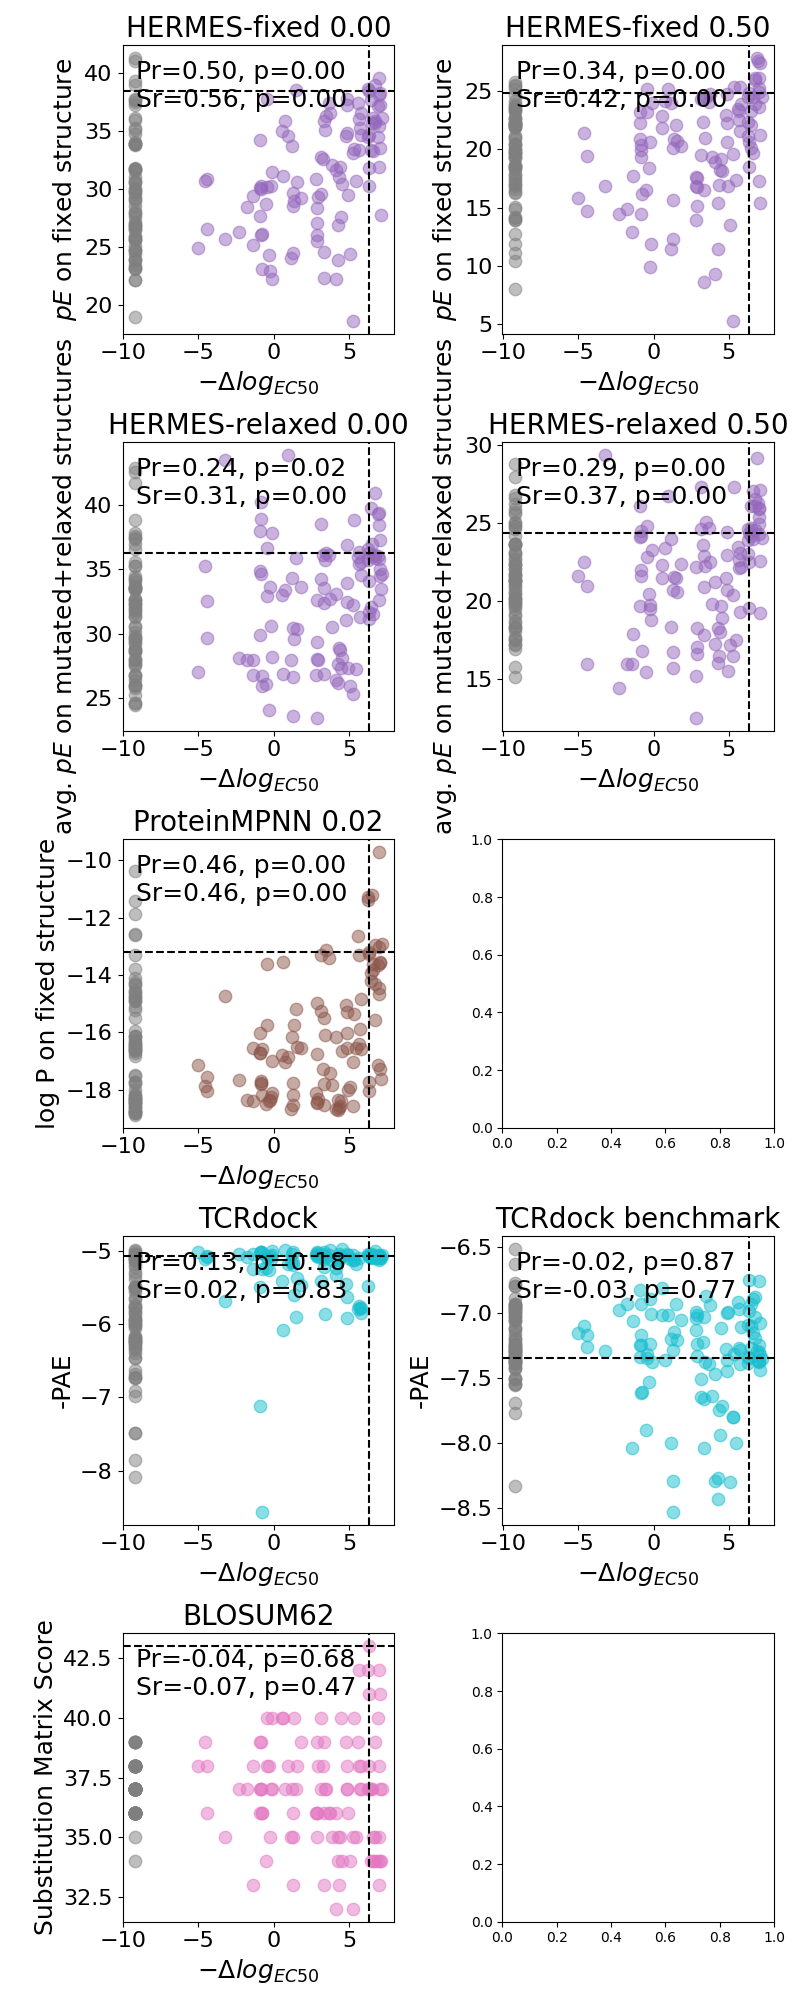 HERMES-fixed 0.00
pE on fixed structure
40
35
30
25
20
Pr=0.50, p=0.00
Sr=0.56, p=0.00
−10 −5 0 5
−Δlog_EC50
HERMES-fixed 0.50
pE on fixed structure
25
20
15
10
5
Pr=0.34, p=0.00
Sr=0.42, p=0.00
−10 −5 0 5
−Δlog_EC50
HERMES-relaxed 0.00
avg. pE on mutated+relaxed structures
40
35
30
25
Pr=0.24, p=0.02
Sr=0.31, p=0.00
−10 −5 0 5
−Δlog_EC50
HERMES-relaxed 0.50
avg. pE on mutated+relaxed structures
30
25
20
15
Pr=0.29, p=0.00
Sr=0.37, p=0.00
−10 −5 0 5
−Δlog_EC50
ProteinMPNN 0.02
log P on fixed structure
−10
−12
−14
−16
−18
Pr=0.46, p=0.00
Sr=0.46, p=0.00
−10 −5 0 5
−Δlog_EC50
1.0
0.8
0.6
0.4
0.2
0.0
0.0 0.2 0.4 0.6 0.8 1.0
TCRdock
-PAE
−5
−6
−7
−8
Pr=0.13, p=0.18
Sr=0.02, p=0.83
−10 −5 0 5
−Δlog_EC50
TCRdock benchmark
-PAE
−6.5
−7.0
−7.5
−8.0
−8.5
Pr=-0.02, p=0.87
Sr=-0.03, p=0.77
−10 −5 0 5
−Δlog_EC50
BLOSUM62
Substitution Matrix Score
42.5
40.0
37.5
35.0
32.5
Pr=-0.04, p=0.68
Sr=-0.07, p=0.47
−10 −5 0 5
−Δlog_EC50
1.0
0.8
0.6
0.4
0.2
0.0
0.0 0.2 0.4 0.6 0.8 1.0